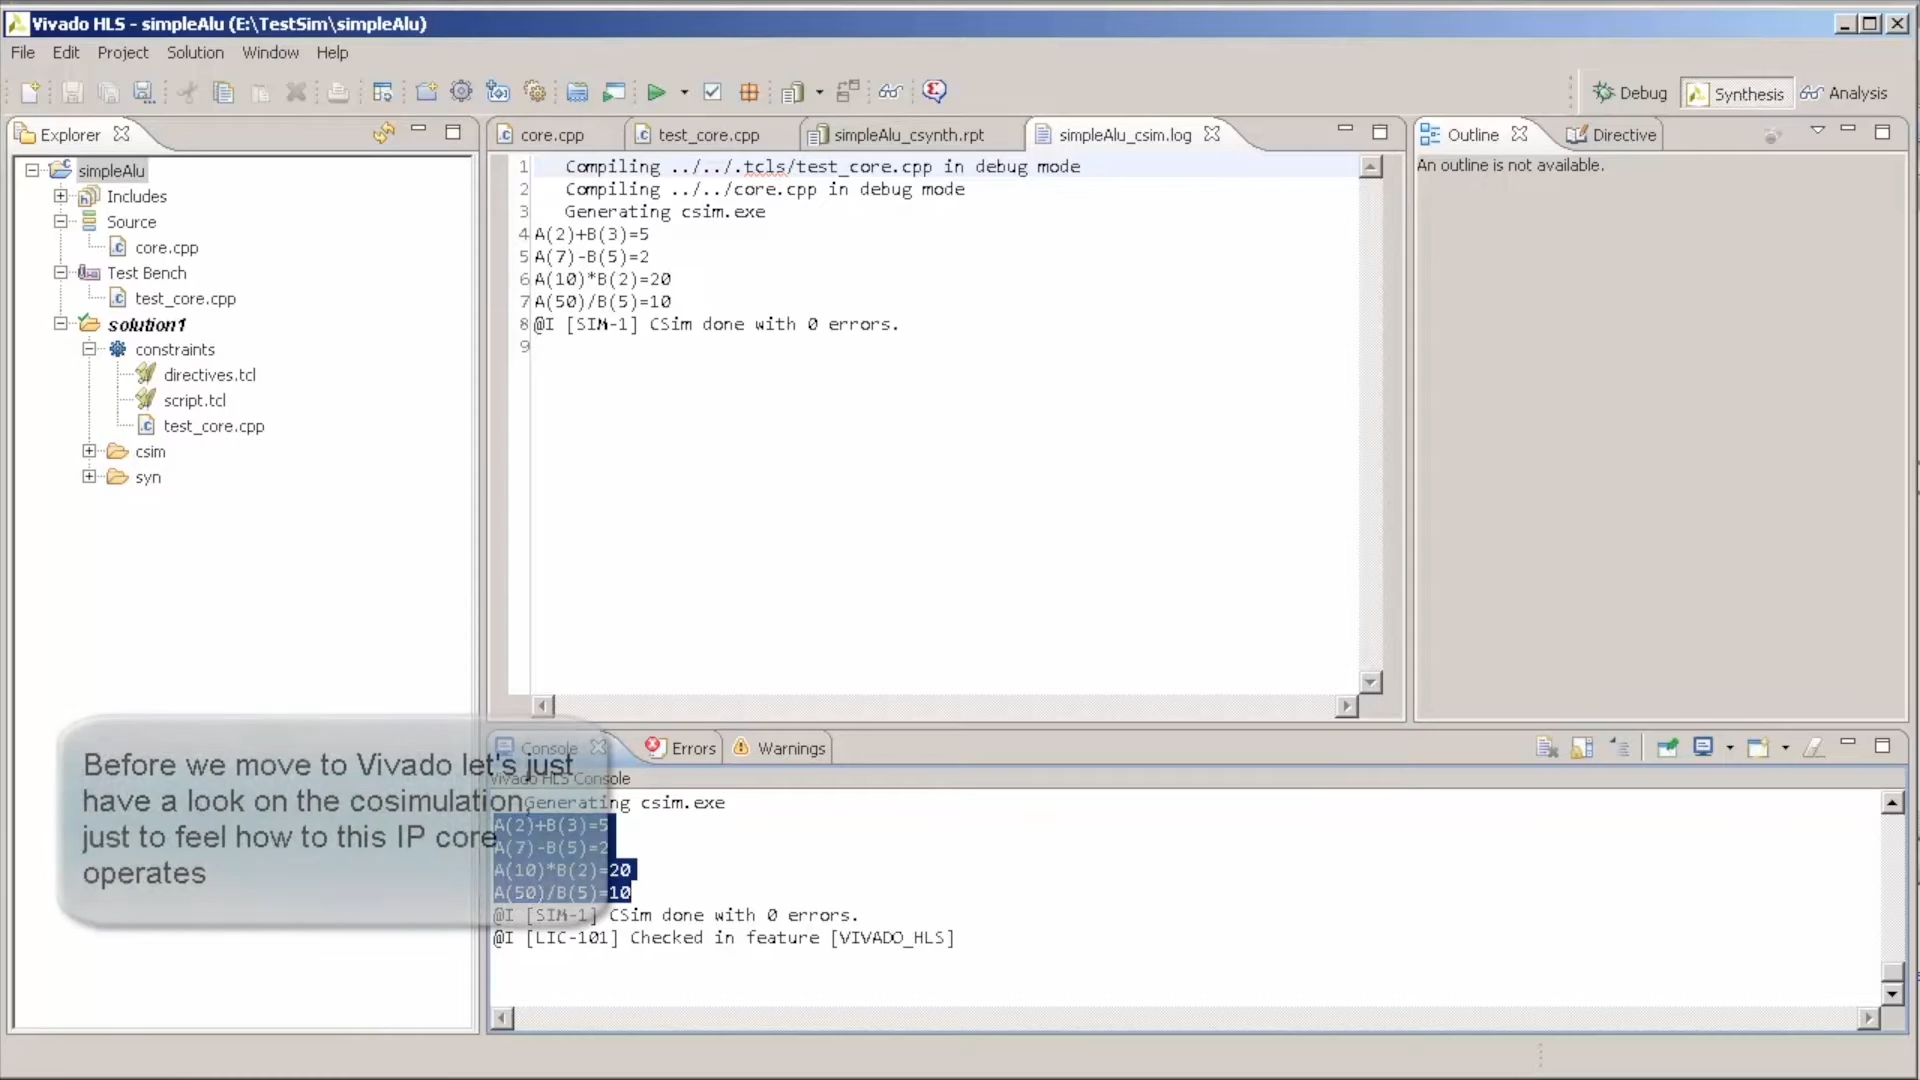 Vivado HLS - simpleAlu (E:\TestSim\simpleAlu)
File Edit Project Solution Window Help
Debug Synthesis Analysis
Explorer
core.cpp test_core.cpp simpleAlu_csynth.rpt simpleAlu_csim.log
Outline Directive
simpleAlu
Includes
Source
core.cpp
Test Bench
test_core.cpp
solution1
constraints
directives.tcl
script.tcl
test_core.cpp
csim
syn
1 Compiling ../../.tcls/test_core.cpp in debug mode
2 Compiling ../../core.cpp in debug mode
3 Generating csim.exe
4 A(2)+B(3)=5
5 A(7)-B(5)=2
6 A(10)*B(2)=20
7 A(50)/B(5)=10
8 @I [SIM-1] CSim done with 0 errors.
9
An outline is not available.
Before we move to Vivado let's just
have a look on the cosimulation,
just to feel how to this IP core
operates
Console Errors Warnings
Vivado HLS Console
Generating csim.exe
A(2)+B(3)=5
A(7)-B(5)=2
A(10)*B(2)=20
A(50)/B(5)=10
@I [SIM-1] CSim done with 0 errors.
@I [LIC-101] Checked in feature [VIVADO_HLS]